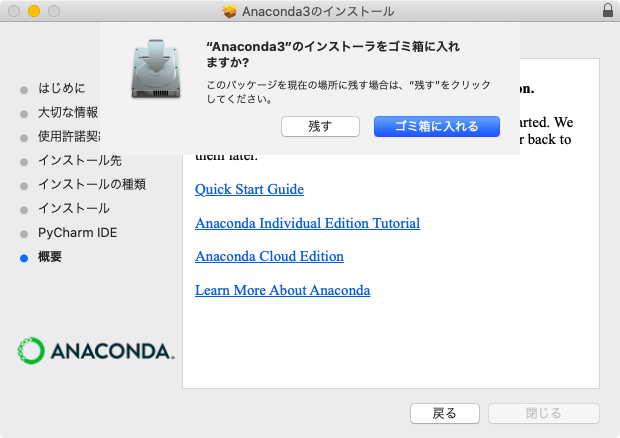 Anaconda3のインストール
“Anaconda3”のインストーラをゴミ箱に入れ
ますか?
このパッケージを現在の場所に残す場合は、“残す”をクリック
してください。
残す
ゴミ箱に入れる
はじめに
大切な情報
使用許諾契
インストール先
インストールの種類
インストール
PyCharm IDE
概要
on.
arted. We
r back to
them later.
Quick Start Guide
Anaconda Individual Edition Tutorial
Anaconda Cloud Edition
Learn More About Anaconda
ANACONDA.
戻る
閉じる